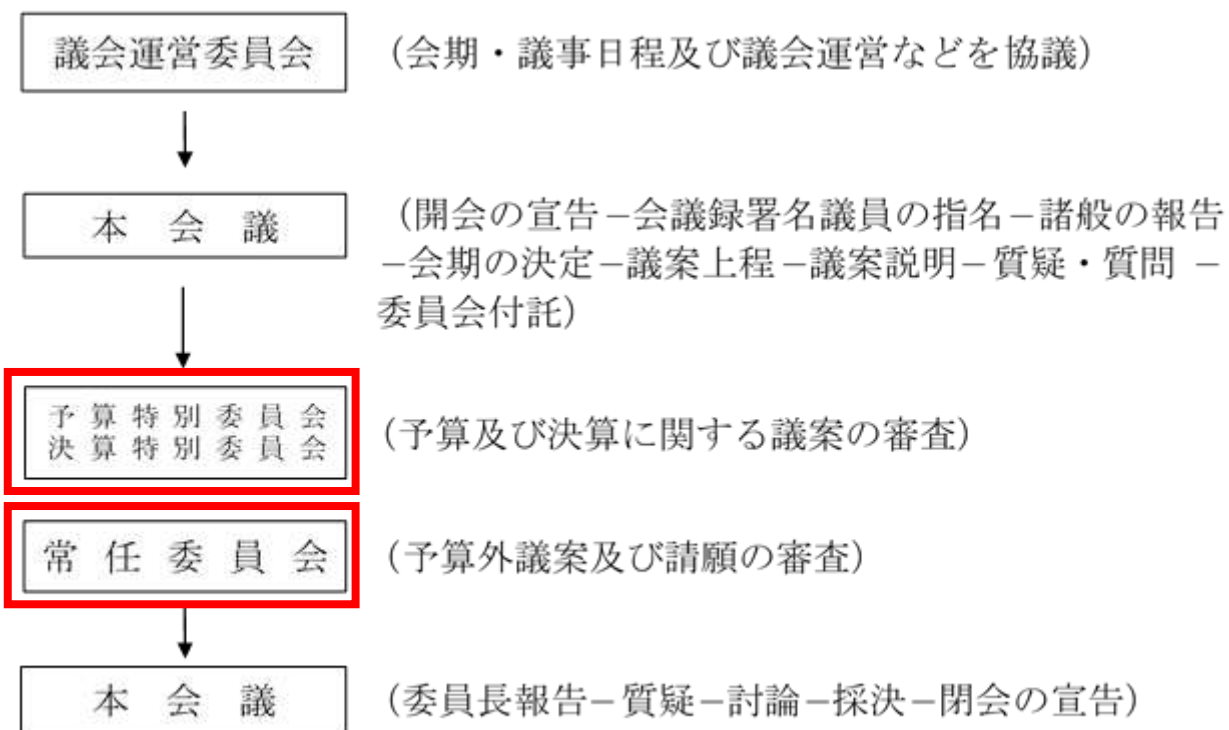 議会運営委員会 (会期・議事日程及び議会運営などを協議)
本会議 (開会の宣告−会議録署名議員の指名−諸般の報告
−会期の決定−議案上程−議案説明−質疑・質問 −
委員会付託)
予算特別委員会
決算特別委員会
(予算及び決算に関する議案の審査)
常任委員会 (予算外議案及び請願の審査)
本会議 (委員長報告−質疑−討論−採決−閉会の宣告)